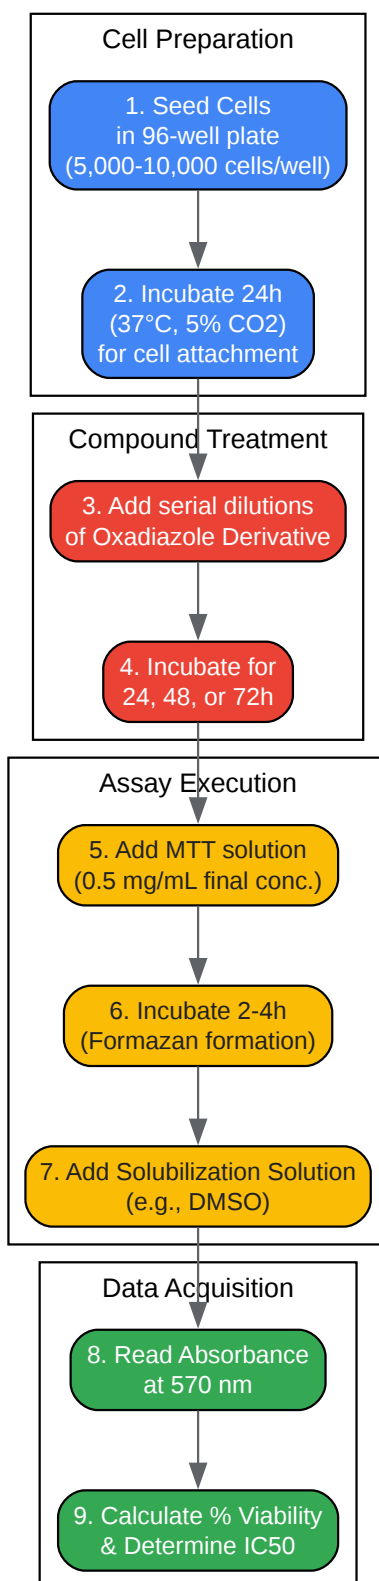 Cell Preparation
1. Seed Cells
in 96-well plate
(5,000-10,000 cells/well)
2. Incubate 24h
(37°C, 5% CO2)
for cell attachment
Compound Treatment
3. Add serial dilutions
of Oxadiazole Derivative
4. Incubate for
24, 48, or 72h
Assay Execution
5. Add MTT solution
(0.5 mg/mL final conc.)
6. Incubate 2-4h
(Formazan formation)
7. Add Solubilization Solution
(e.g., DMSO)
Data Acquisition
8. Read Absorbance
at 570 nm
9. Calculate % Viability
& Determine IC50